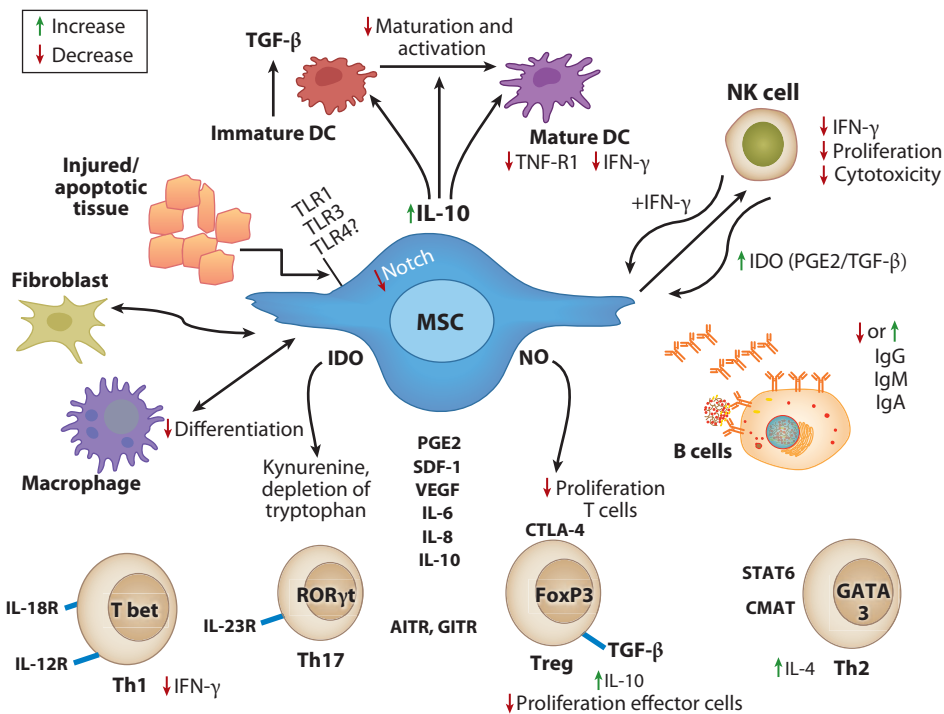 ↑ Increase
↓ Decrease
TGF-β
↓ Maturation and
activation
Immature DC
Mature DC
↓TNF-R1 ↓IFN-γ
NK cell
↓IFN-γ
↓Proliferation
↓Cytotoxicity
+IFN-γ
↑ IDO (PGE2/TGF-β)
Injured/
apoptotic
tissue
TLR1
TLR3
TLR4?
↑IL-10
↓Notch
MSC
Fibroblast
IDO
NO
Macrophage
↓Differentiation
Kynurenine,
depletion of
tryptophan
PGE2
SDF-1
VEGF
IL-6
IL-8
IL-10
AITR, GITR
↓Proliferation
T cells
↓ or ↑
IgG
IgM
IgA
B cells
IL-18R
T bet
IL-12R
Th1 ↓IFN-γ
RORγt
IL-23R
Th17
CTLA-4
FoxP3
TGF-β
Treg
↑IL-10
↓Proliferation effector cells
STAT6
CMAT
GATA
3
↑IL-4 Th2